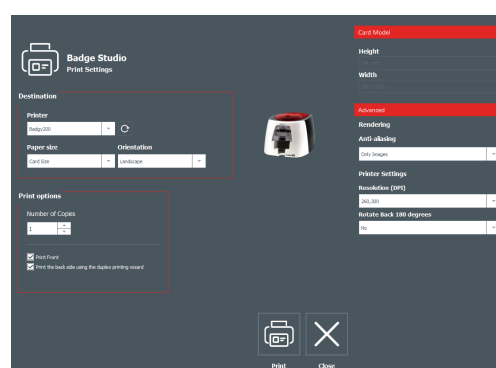 Badge Studio
Print Settings
Destination
Printer
Badgy200
Paper size
Orientation
Card Size
Landscape
Print options
Number of Copies
1
Print Front
Print the back side using the duplex printing wizard
Print
Close
Card Model
Height
Width
Advanced
Rendering
Anti-aliasing
Only Images
Printer Settings
Resolution (DPI)
260,300
Rotate Back 180 degrees
No